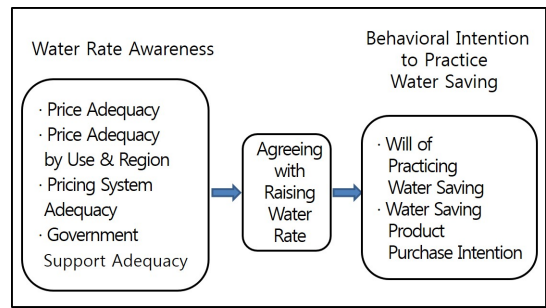 Water Rate Awareness
· Price Adequacy
· Price Adequacy
by Use & Region
· Pricing System
Adequacy
· Government
Support Adequacy
Agreeing
with
Raising
Water
Rate
Behavioral Intention
to Practice
Water Saving
· Will of
Practicing
Water Saving
· Water Saving
Product
Purchase Intention